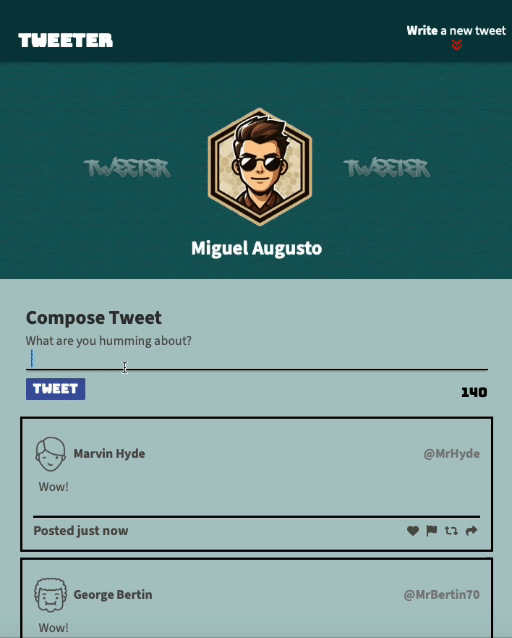 TWEETER
Write a new tweet
TWEETER
TWEETER
Miguel Augusto
Compose Tweet
What are you humming about?
TWEET
140
Marvin Hyde
@MrHyde
Wow!
Posted just now
George Bertin
@MrBertin70
Wow!